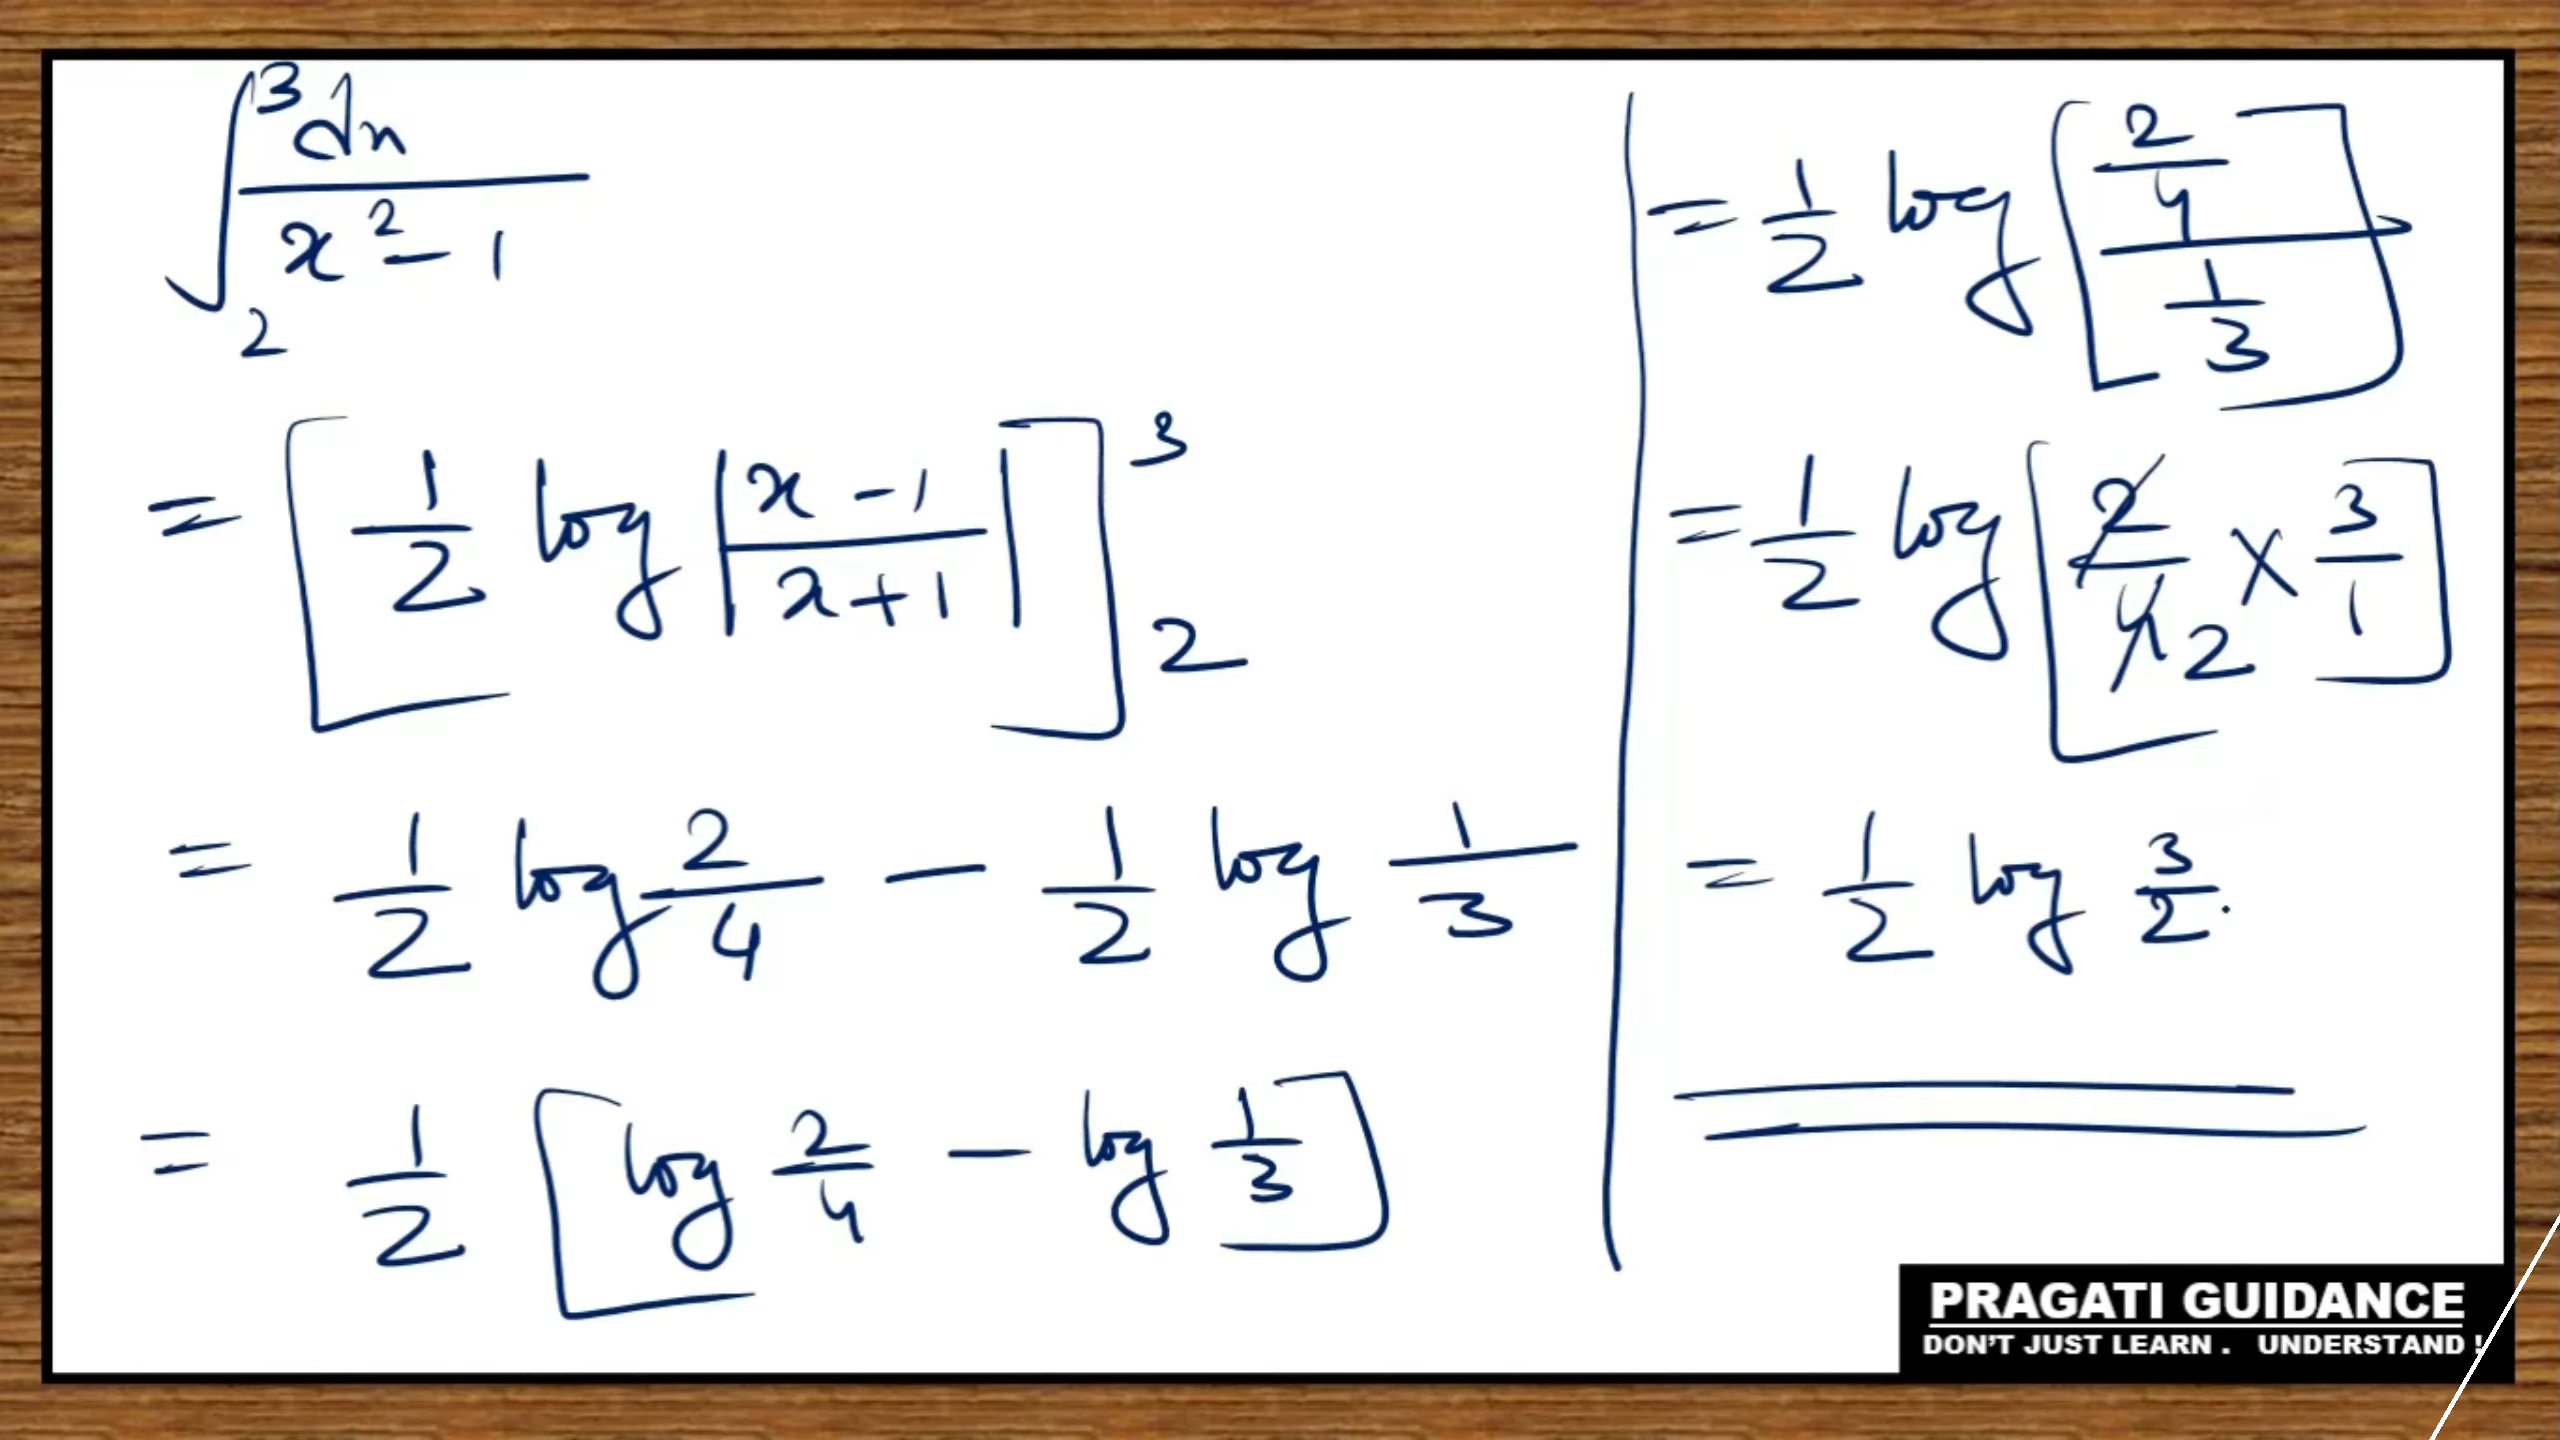 ∫₂³ dx / (x² - 1)
= [ 1/2 log | (x - 1)/(x + 1) | ]₂³
= 1/2 log 2/4 - 1/2 log 1/3
= 1/2 [ log 2/4 - log 1/3 ]
= 1/2 log [ (2/4) / (1/3) ]
= 1/2 log [ 2/4 2 × 3/1 ]
= 1/2 log 3/2.
PRAGATI GUIDANCE
DON'T JUST LEARN . UNDERSTAND !